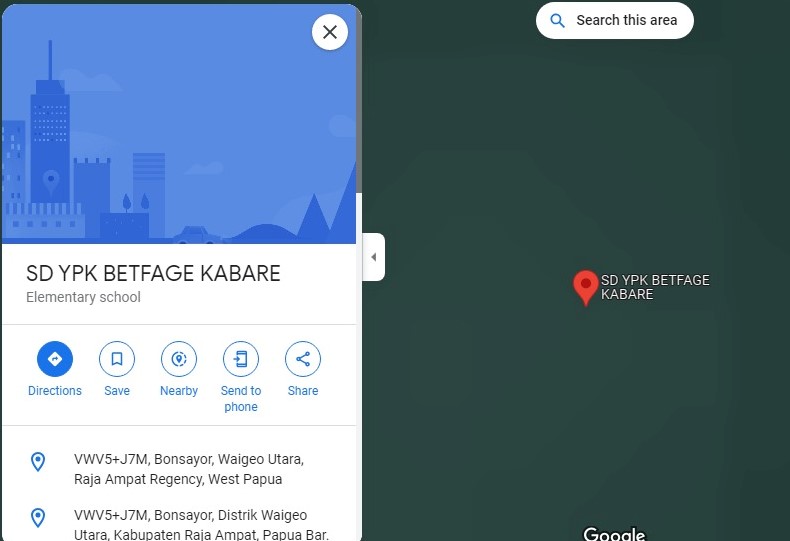 Search this area
SD YPK BETFAGE KABARE
Elementary school
Directions
Save
Nearby
Send to
phone
Share
VWV5+J7M, Bonsayor, Waigeo Utara,
Raja Ampat Regency, West Papua
VWV5+J7M, Bonsayor, Distrik Waigeo
Utara, Kabupaten Raja Ampat, Papua Bar.
SD YPK BETFAGE
KABARE
Google